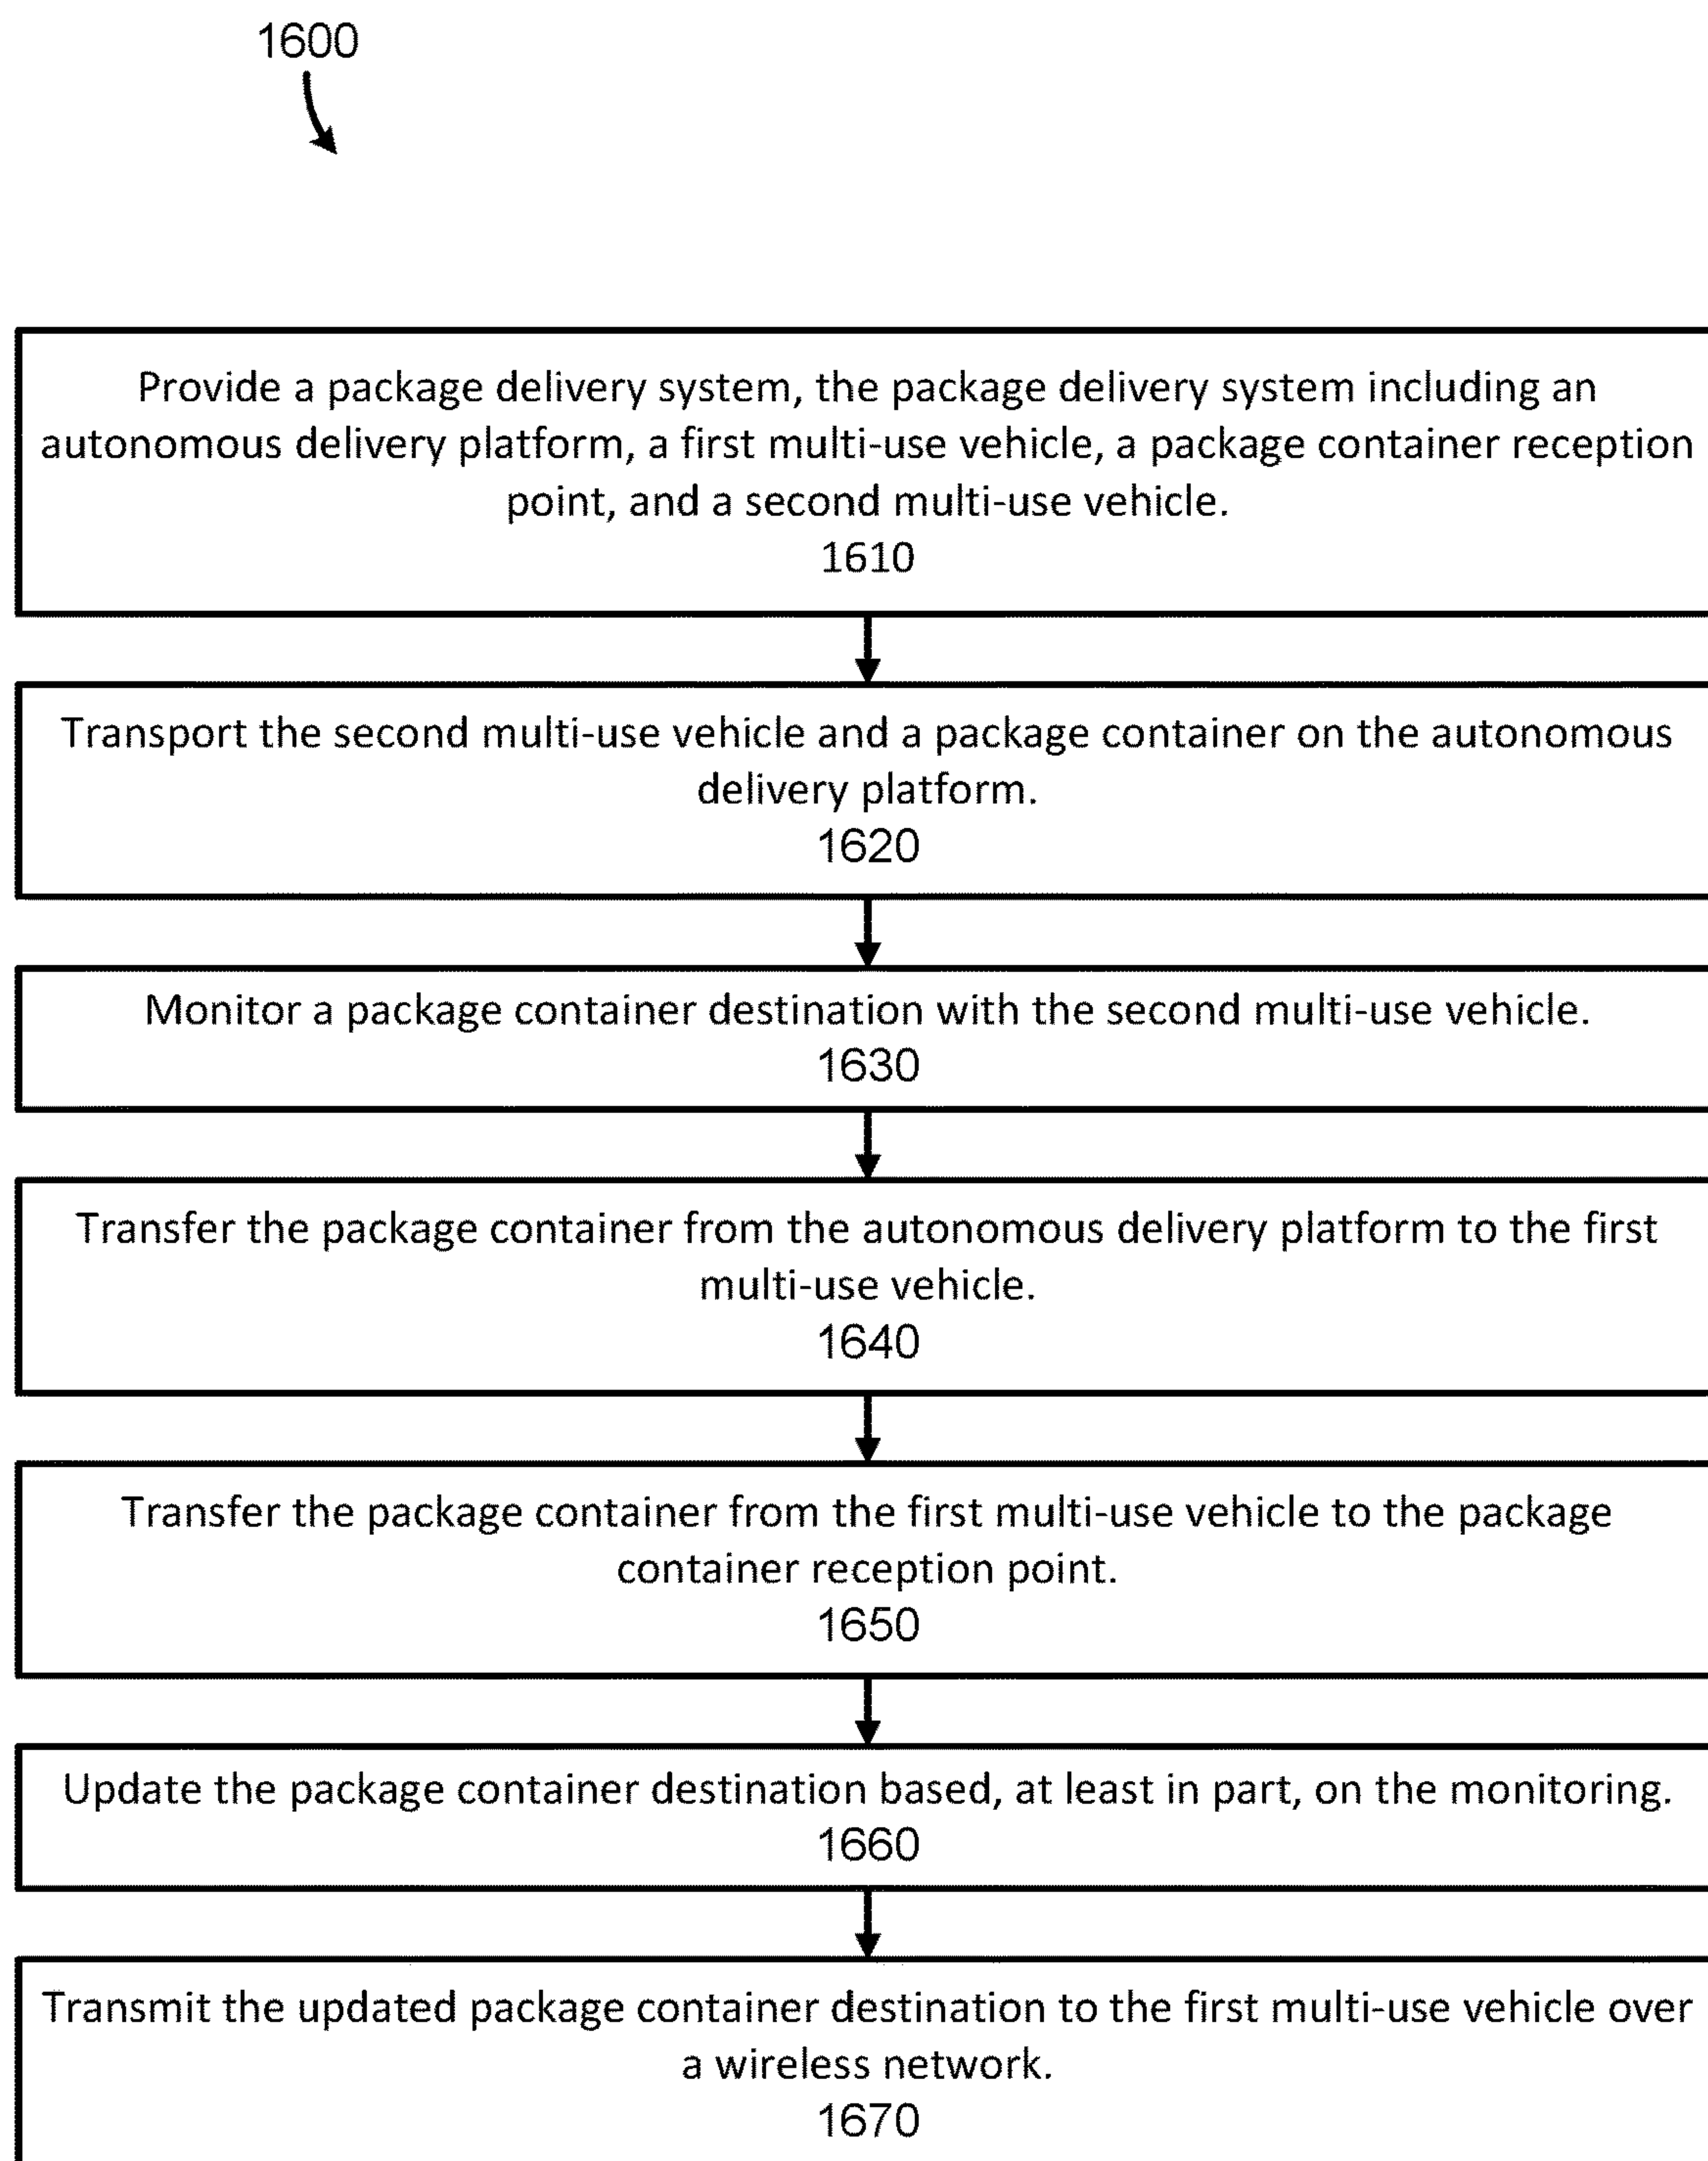 1600
Provide a package delivery system, the package delivery system including an
autonomous delivery platform, a first multi-use vehicle, a package container reception
point, and a second multi-use vehicle.
1610
Transport the second multi-use vehicle and a package container on the autonomous
delivery platform.
1620
Monitor a package container destination with the second multi-use vehicle.
1630
Transfer the package container from the autonomous delivery platform to the first
multi-use vehicle.
1640
Transfer the package container from the first multi-use vehicle to the package
container reception point.
1650
Update the package container destination based, at least in part, on the monitoring.
1660
Transmit the updated package container destination to the first multi-use vehicle over
a wireless network.
1670